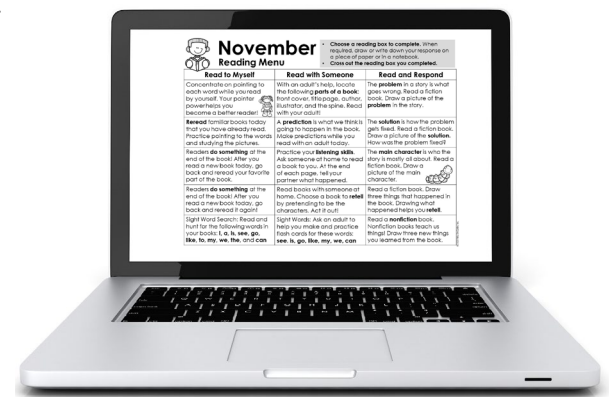 November
Reading Menu
• Choose a reading box to complete. When
required, draw or write down your response on
a piece of paper or in a notebook.
• Cross out the reading box you completed.
Read to Myself
Concentrate on pointing to
each word while you read
by yourself. Your pointer
power helps you
become a better reader!
Reread familiar books today
that you have already read.
Practice pointing to the words
and studying the pictures.
Readers do something at the
end of the book! After you
read a new book today, go
back and reread your favorite
part of the book.
Readers do something at the
end of the book! After you
read a new book today, go
back and reread it again!
Sight Word Search: Read and
hunt for the following words in
your books: I, a, is, see, go,
like, to, my, we, the, and can
Read with Someone
With an adult's help, locate
the following parts of a book:
front cover, title page, author,
illustrator, and the spine. Read
with your adult!
A prediction is what we think is
going to happen in the book.
Make predictions while you
read with an adult today.
Practice your listening skills.
Ask someone at home to read
a book to you. At the end
of each page, tell your
partner what happened.
Read books with someone at
home. Choose a book to retell
by pretending to be the
characters. Act it out!
Sight Words: Ask an adult to
help you make and practice
flash cards for these words:
see, is, go, like, my, we, can
Read and Respond
The problem in a story is what
goes wrong. Read a fiction
book. Draw a picture of the
problem in the story.
The solution is how the problem
gets fixed. Read a fiction book.
Draw a picture of the solution.
How was the problem fixed?
The main character is who the
story is mostly all about. Read a
fiction book. Draw a
picture of the main
character.
Read a fiction book. Draw
three things that happened in
the book. Drawing what
happened helps you retell.
Read a nonfiction book.
Nonfiction books teach us
things! Draw three new things
you learned from the book.